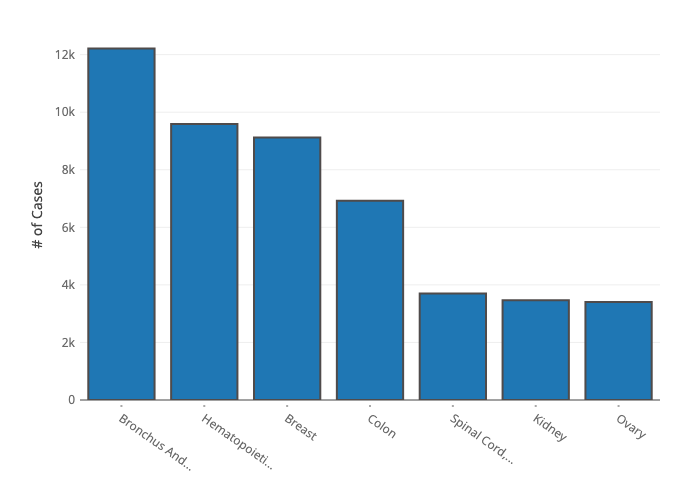 12k
10k
8k
6k
4k
2k
0
# of Cases
Bronchus And...
Hematopoieti...
Breast
Colon
Spinal Cord,...
Kidney
Ovary